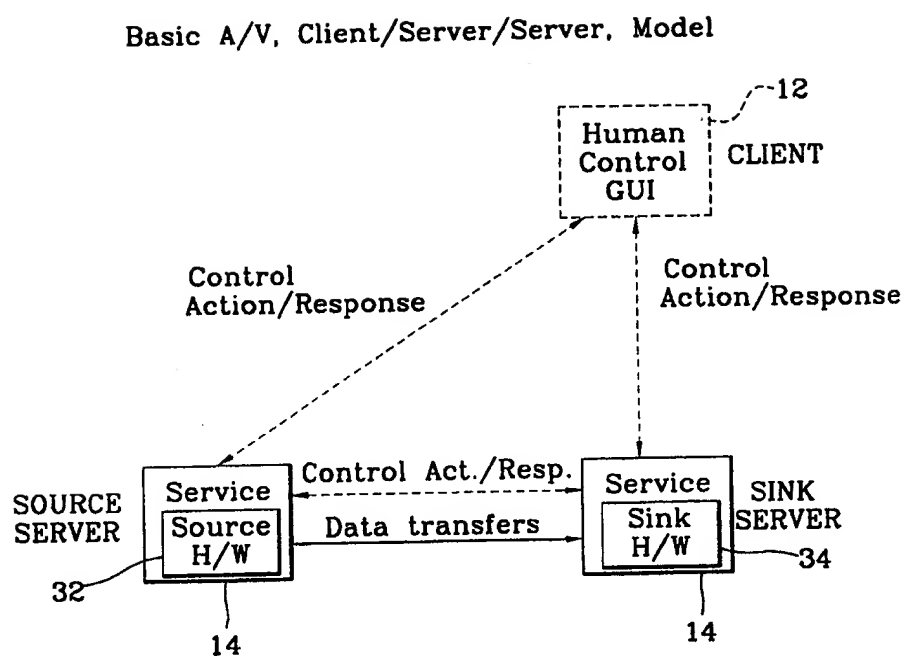 Basic A/V, Client/Server/Server, Model
12
Human
Control
GUI
CLIENT
Control
Action/Response
Control
Action/Response
SOURCE
SERVER
Service
Source
H/W
Control Act./Resp.
Data transfers
Service
Sink
H/W
SINK
SERVER
32
34
14
14